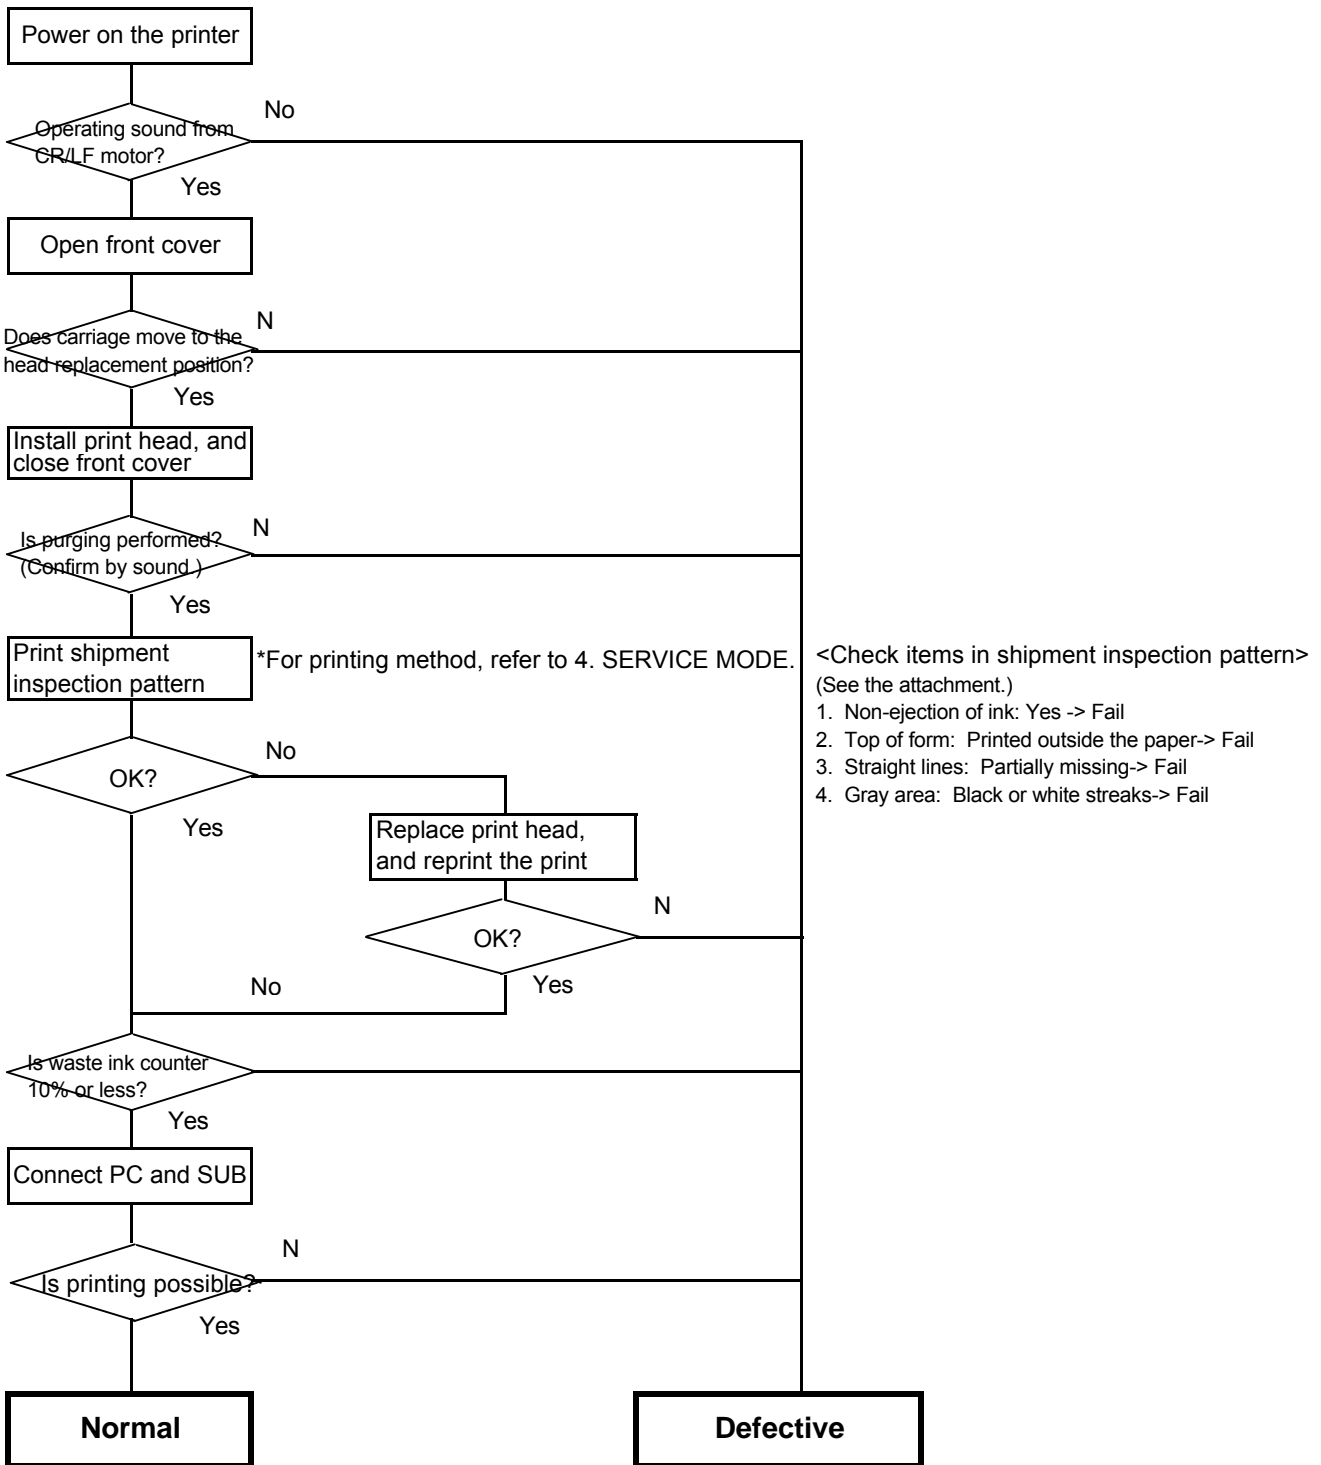 Power on the printer
No
Operating sound from
CR/LF motor?
Yes
Open front cover
N
Does carriage move to the
head replacement position?
Yes
Install print head, and
close front cover
N
Is purging performed?
(Confirm by sound.)
Yes
Print shipment
inspection pattern
*For printing method, refer to 4. SERVICE MODE.
<Check items in shipment inspection pattern>
(See the attachment.)
1. Non-ejection of ink: Yes -> Fail
2. Top of form: Printed outside the paper-> Fail
3. Straight lines: Partially missing-> Fail
4. Gray area: Black or white streaks-> Fail
No
OK?
Yes
Replace print head,
and reprint the print
N
OK?
Yes
No
Is waste ink counter
10% or less?
Yes
Connect PC and SUB
N
Is printing possible?*
Yes
Normal
Defective